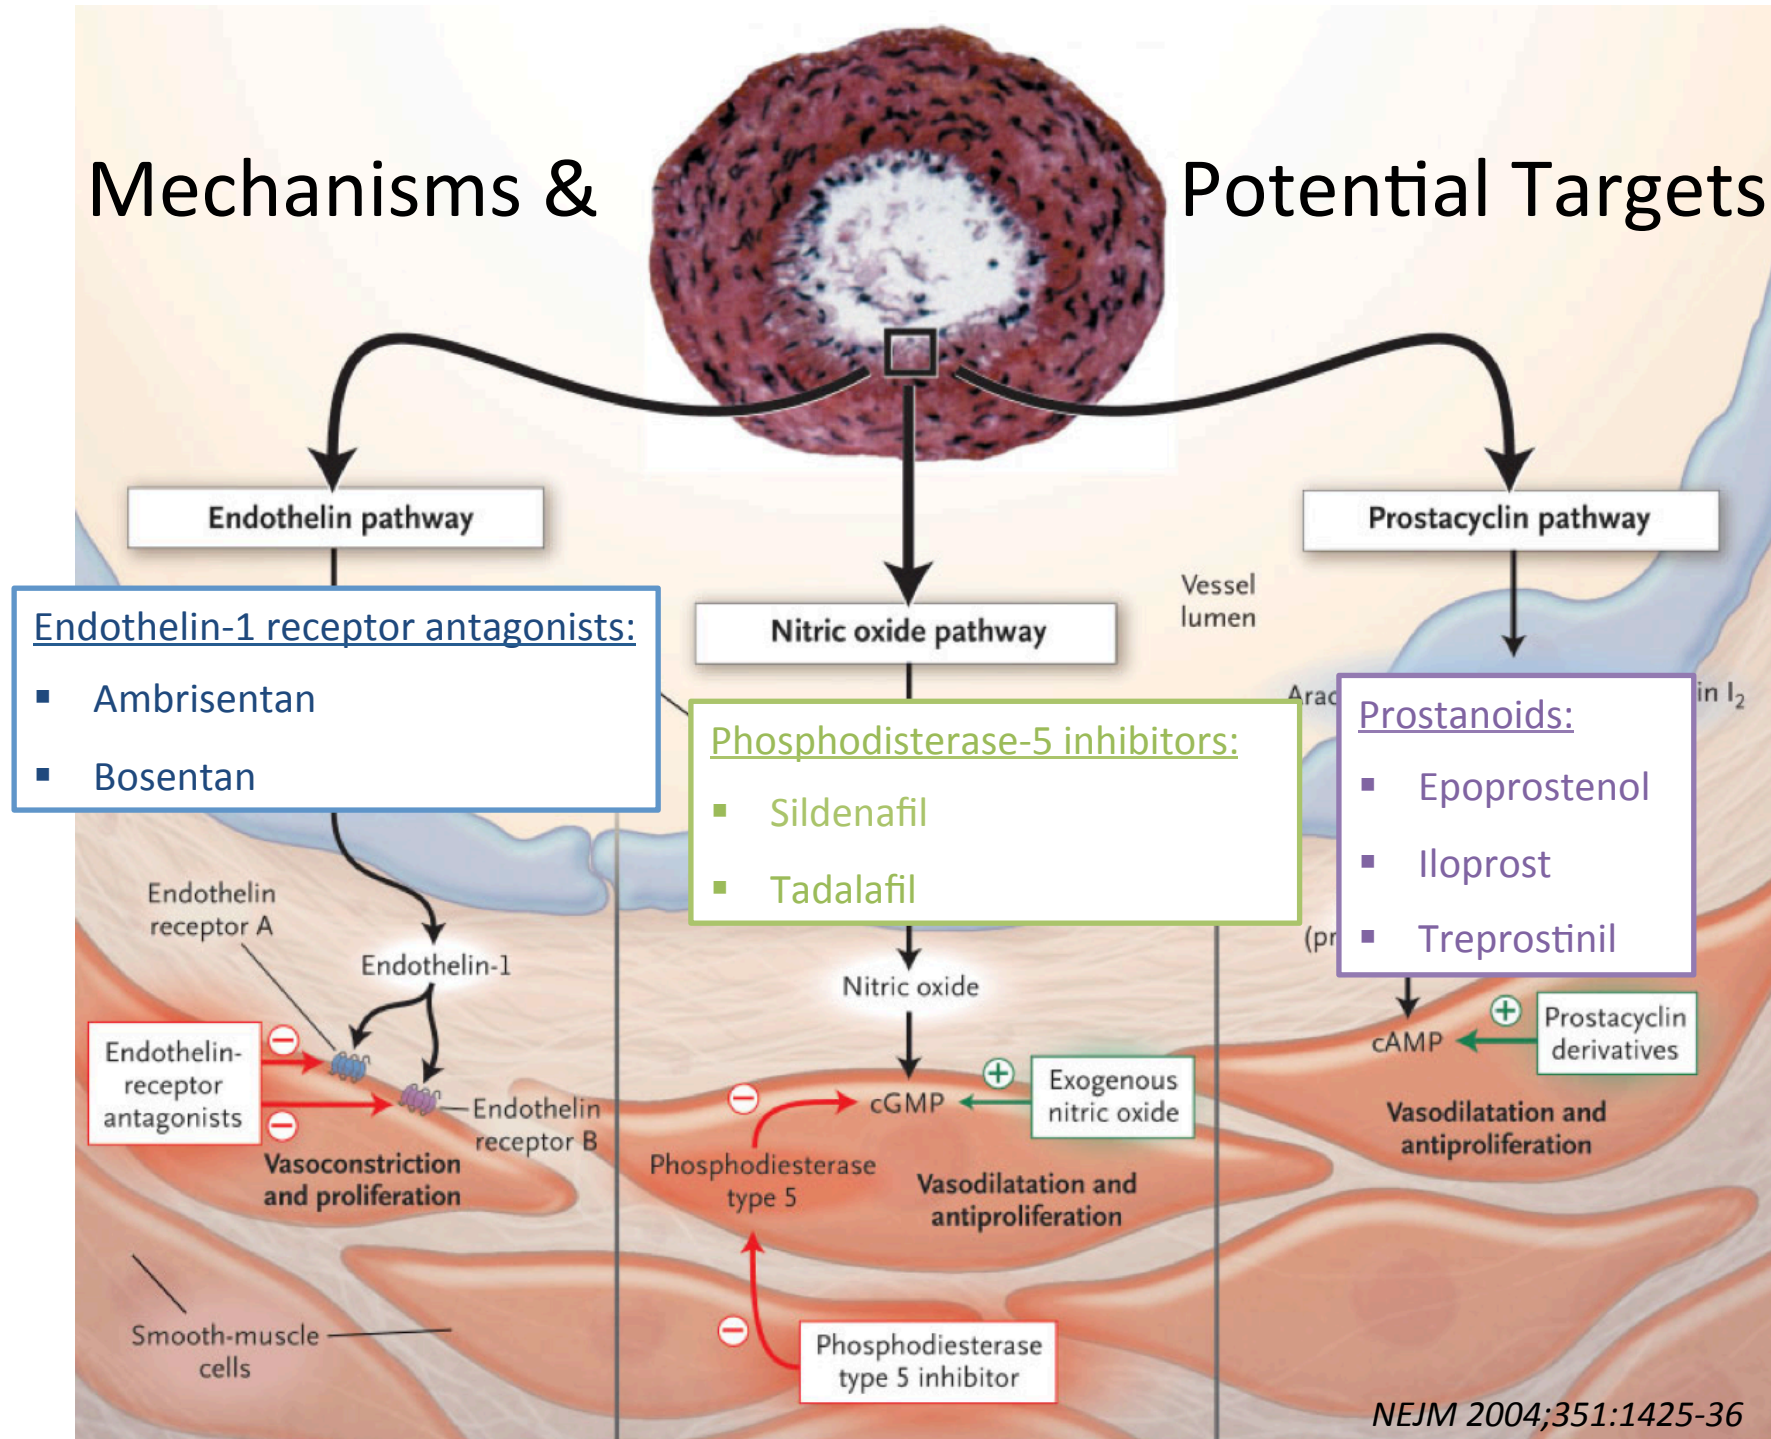 Mechanisms & Potential Targets
Endothelin pathway
Nitric oxide pathway
Prostacyclin pathway
Vessel
lumen
Endothelin-1 receptor antagonists:
▪ Ambrisentan
▪ Bosentan
Phosphodisterase-5 inhibitors:
▪ Sildenafil
▪ Tadalafil
in I₂
Prostanoids:
▪ Epoprostenol
▪ Iloprost
▪ Treprostinil
Endothelin
receptor A
Endothelin-1
Endothelin-
receptor
antagonists
Endothelin
receptor B
Vasoconstriction
and proliferation
Smooth-muscle
cells
Nitric oxide
cGMP
Exogenous
nitric oxide
Phosphodiesterase
type 5
Vasodilatation and
antiproliferation
Phosphodiesterase
type 5 inhibitor
cAMP
Prostacyclin
derivatives
Vasodilatation and
antiproliferation
NEJM 2004;351:1425-36